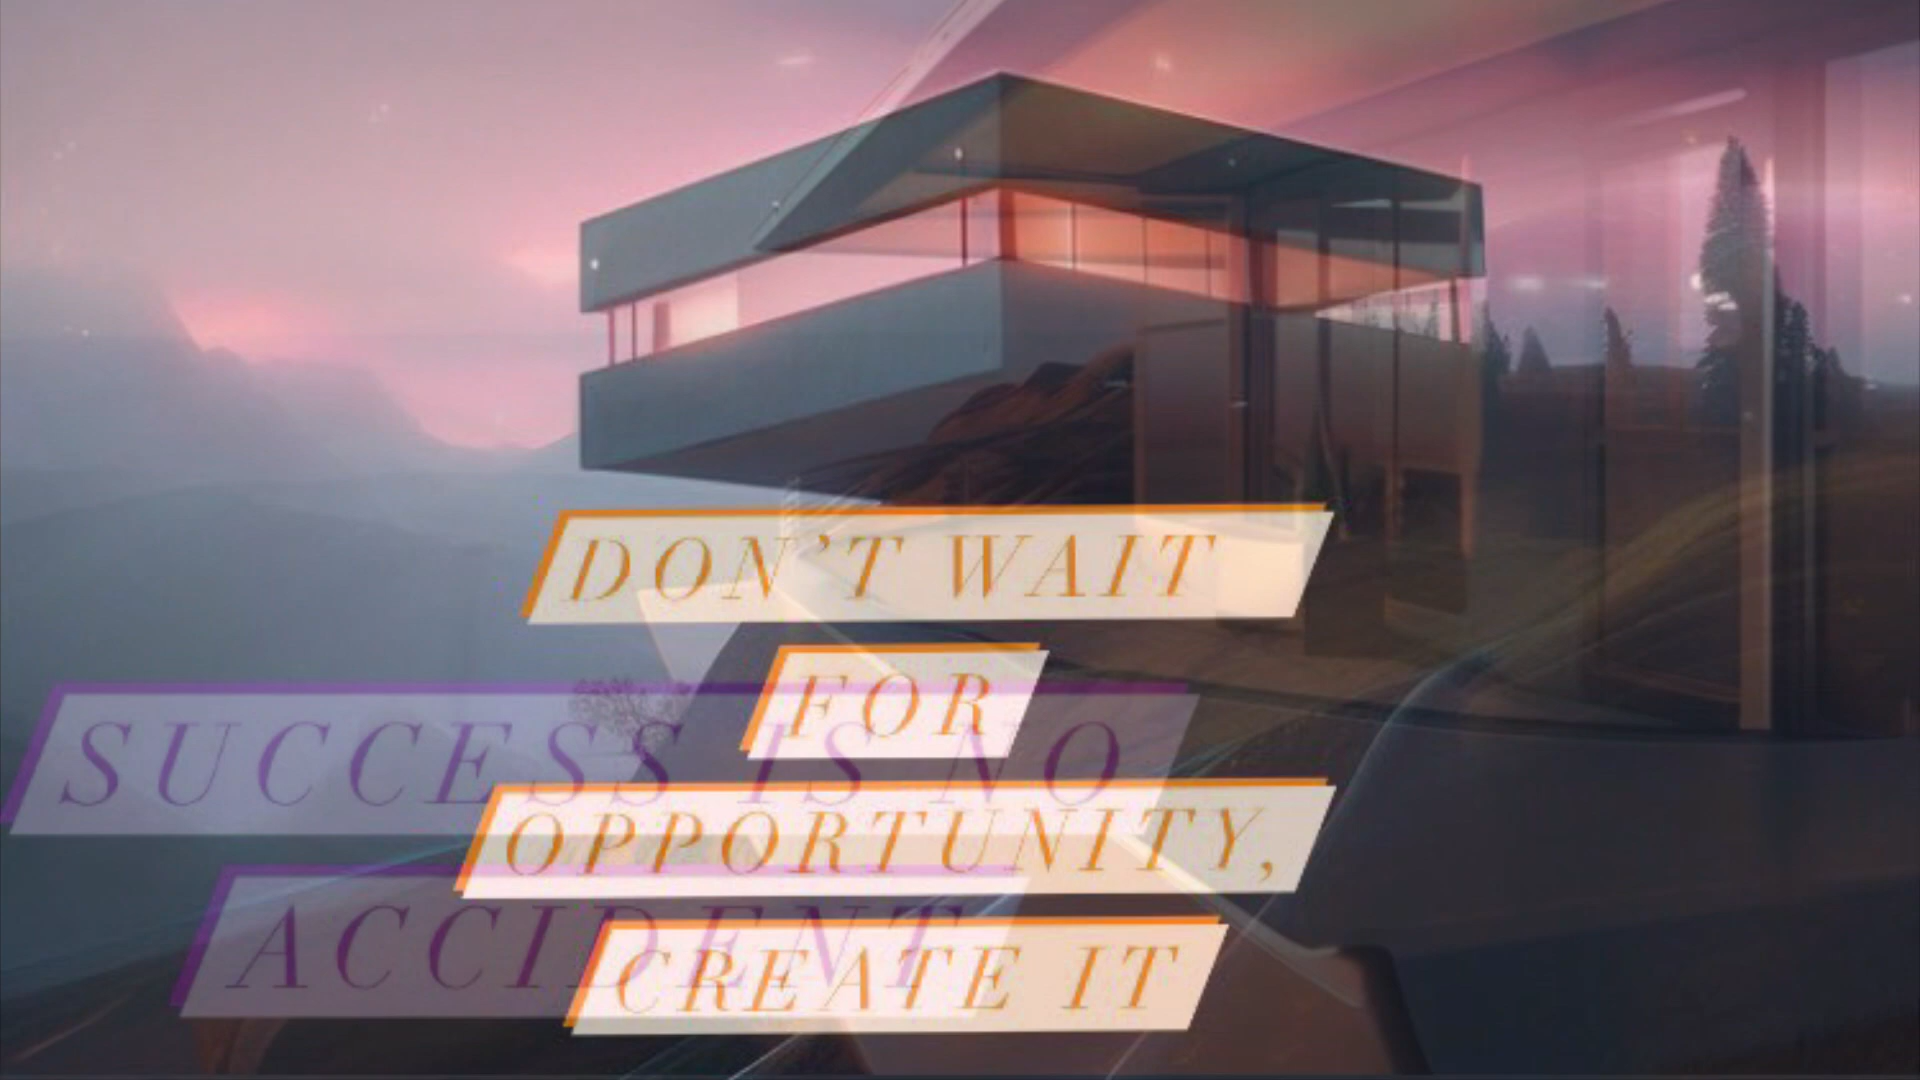 DON'T WAIT
FOR
OPPORTUNITY,
CREATE IT
SUCCESS IS NO
ACCIDENT